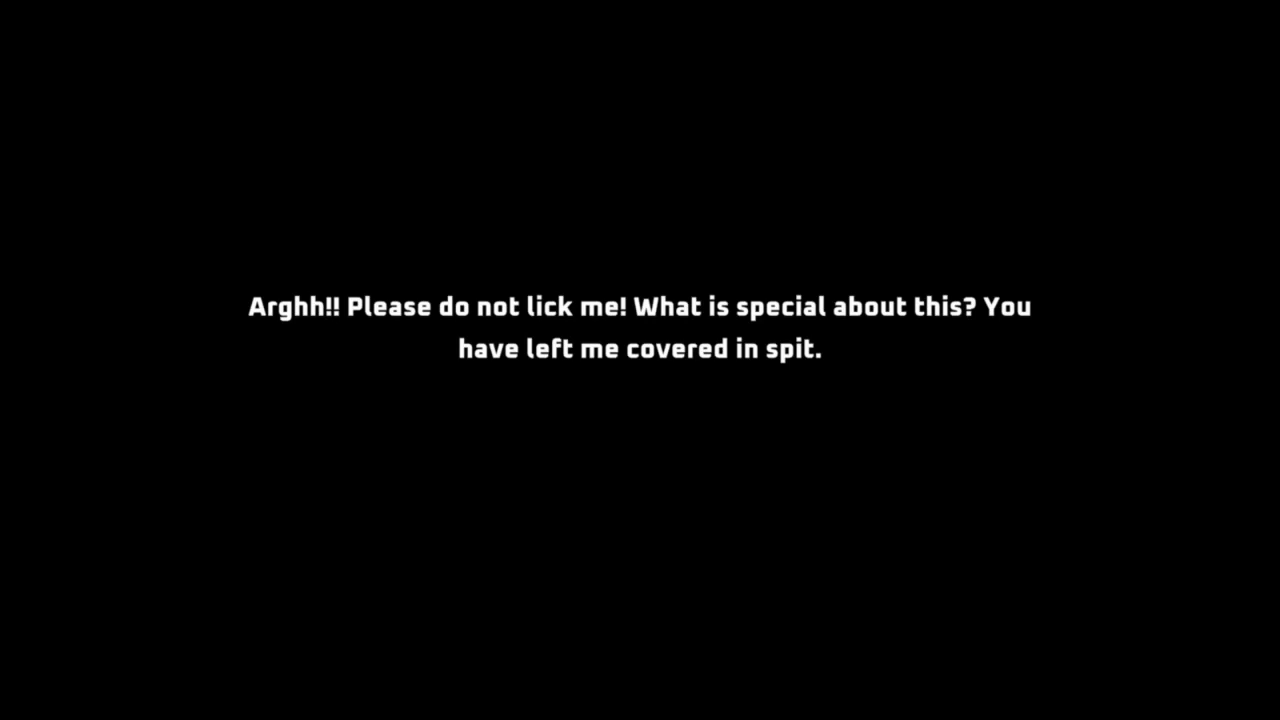 Arghh!! Please do not lick me! What is special about this? You
have left me covered in spit.